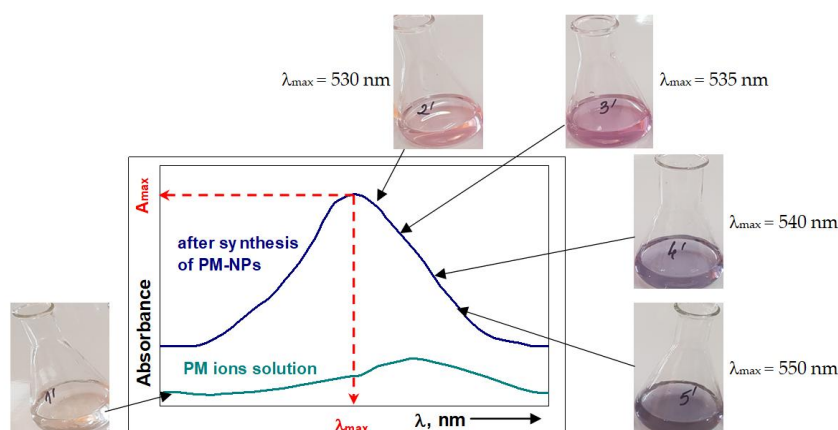 λmax = 530 nm
2'
3'
λmax = 535 nm
Amax
after synthesis
of PM-NPs
4'
λmax = 540 nm
Absorbance
PM ions solution
1'
5'
λmax = 550 nm
λmax
λ, nm